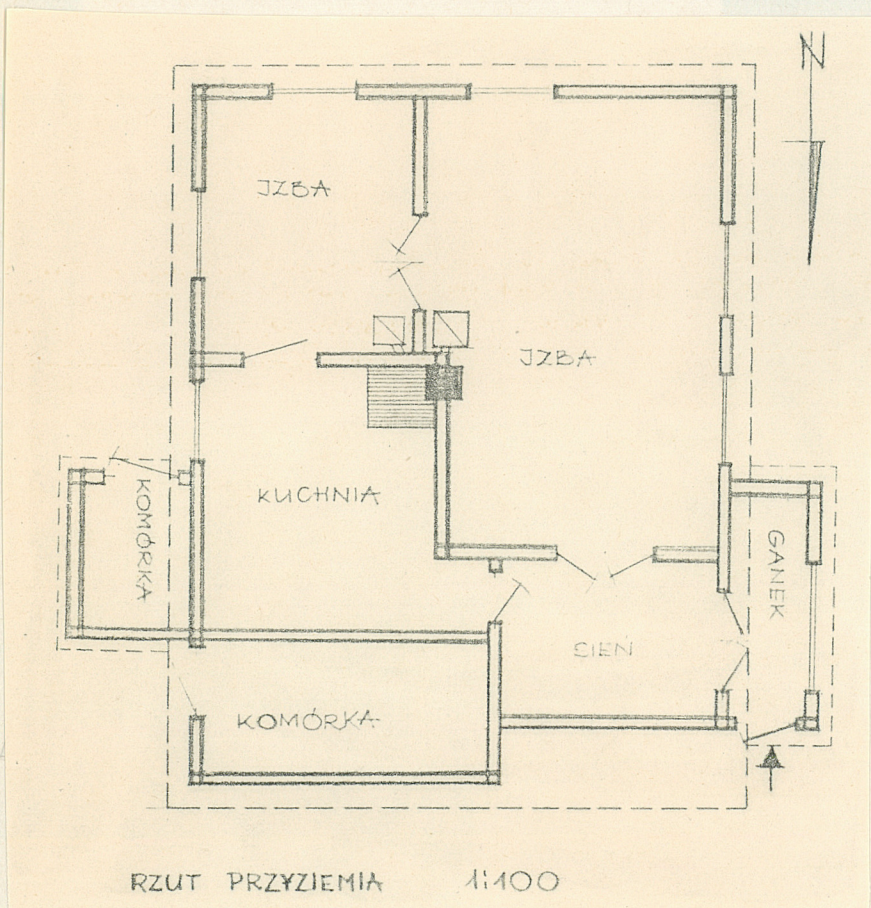 N
IZBA
IZBA
KUCHNIA
KOMÓRKA
GANEK
SIEŃ
KOMÓRKA
RZUT PRZYZIEMIA 1:100